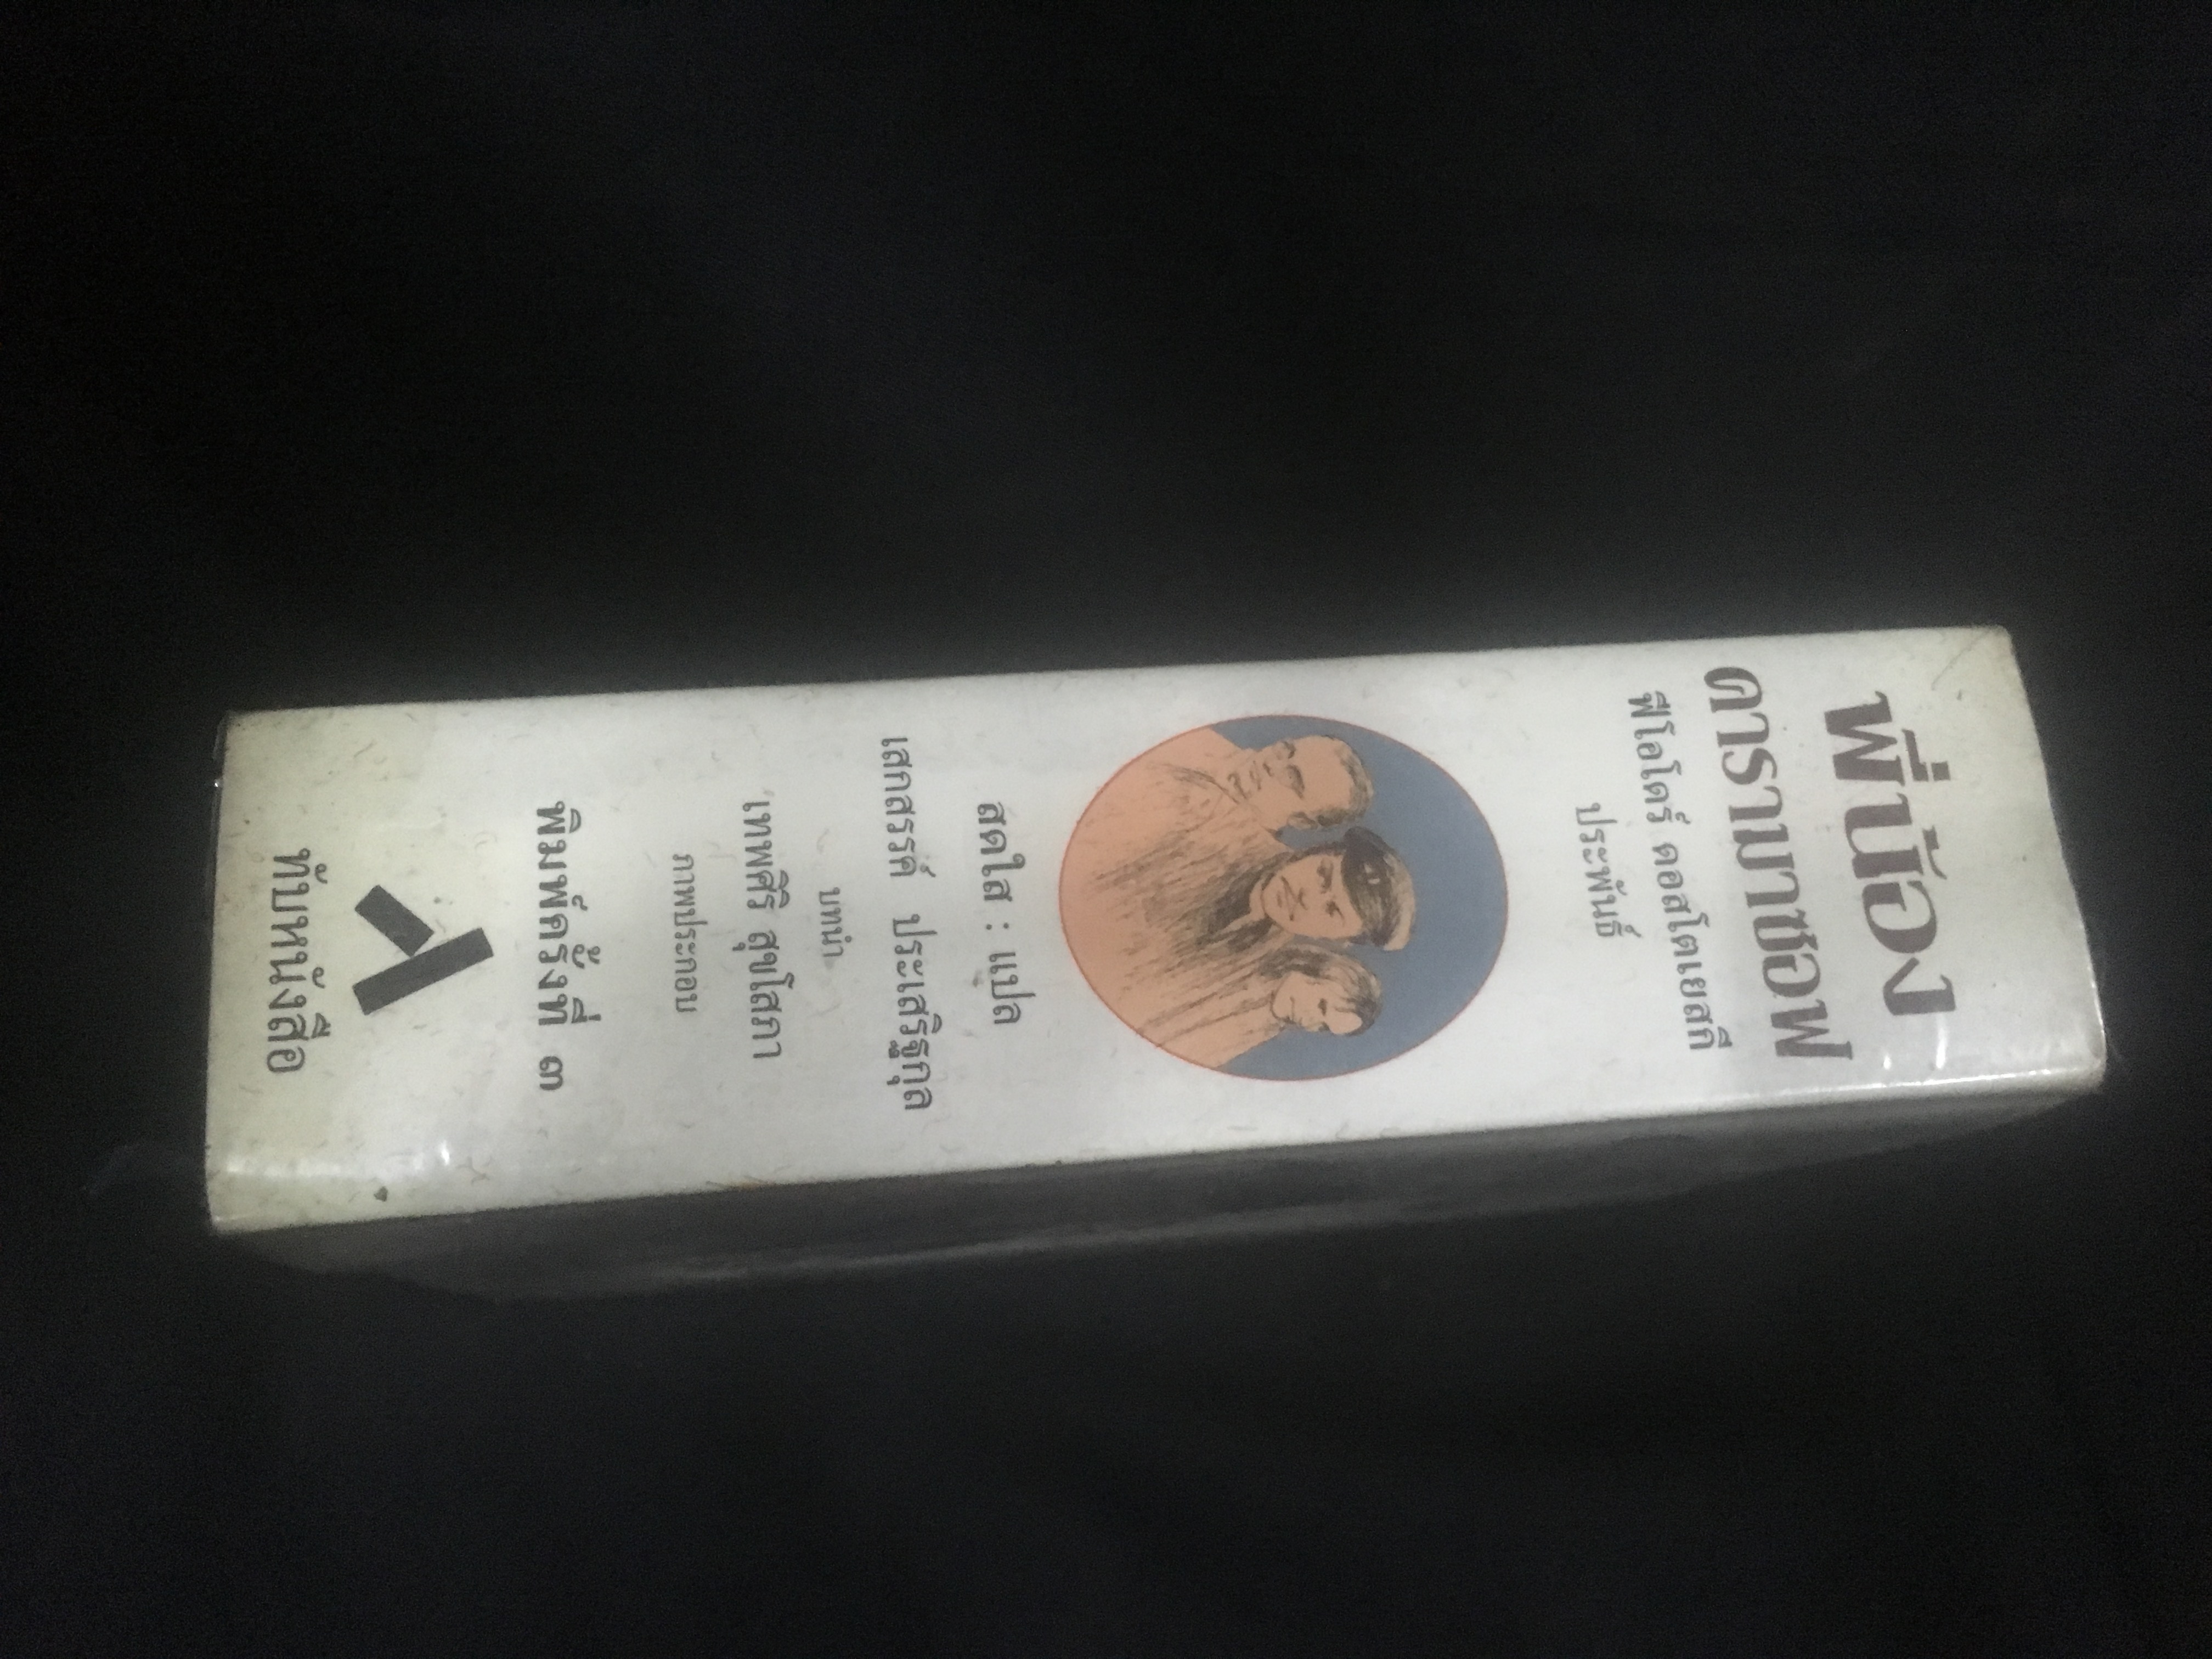 พี่น้อง
คารามาซอฟ
ฟีโอโดร์ ดอสโตเยสกี
ประพันธ์
สดใส : แปล
เสกสรรค์ ประเสริฐกุล
บทนำ
เทพศิริ สุขโสภา
ภาพประกอบ
พิมพ์ครั้งที่ ๓
ทับหนังสือ